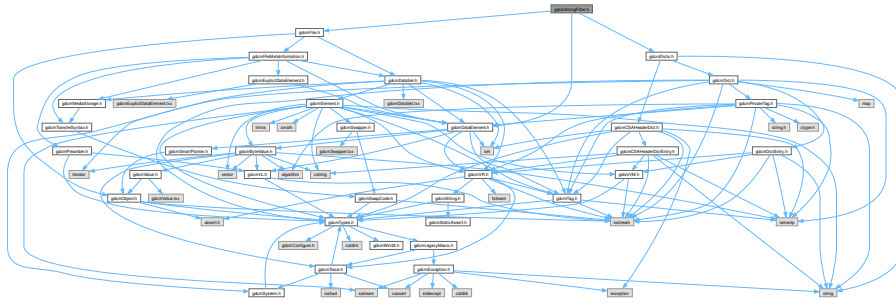 gdcmStringFilter.h
gdcmFile.h
gdcmDicts.h
gdcmFileMetaInformation.h
gdcmExplicitDataElement.h
gdcmDataSet.h
gdcmDict.h
gdcmMediaStorage.h
gdcmExplicitDataElement.txx
gdcmElement.h
gdcmDataSet.txx
gdcmPrivateTag.h
map
gdcmTransferSyntax.h
limits
cmath
gdcmSwapper.h
gdcmDataElement.h
gdcmCSAHeaderDict.h
string.h
ctype.h
gdcmPreamble.h
gdcmSmartPointer.h
gdcmByteValue.h
gdcmSwapper.txx
set
gdcmCSAHeaderDictEntry.h
gdcmDictEntry.h
iterator
gdcmValue.h
vector
gdcmVL.h
algorithm
cstring
gdcmVR.h
gdcmVM.h
gdcmObject.h
gdcmValue.txx
gdcmSwapCode.h
gdcmString.h
fstream
gdcmTag.h
assert.h
gdcmTypes.h
gdcmStaticAssert.h
iostream
iomanip
gdcmConfigure.h
cstdint
gdcmWin32.h
gdcmLegacyMacro.h
gdcmTrace.h
gdcmException.h
gdcmSystem.h
iosfwd
sstream
cassert
stdexcept
cstdlib
exception
string